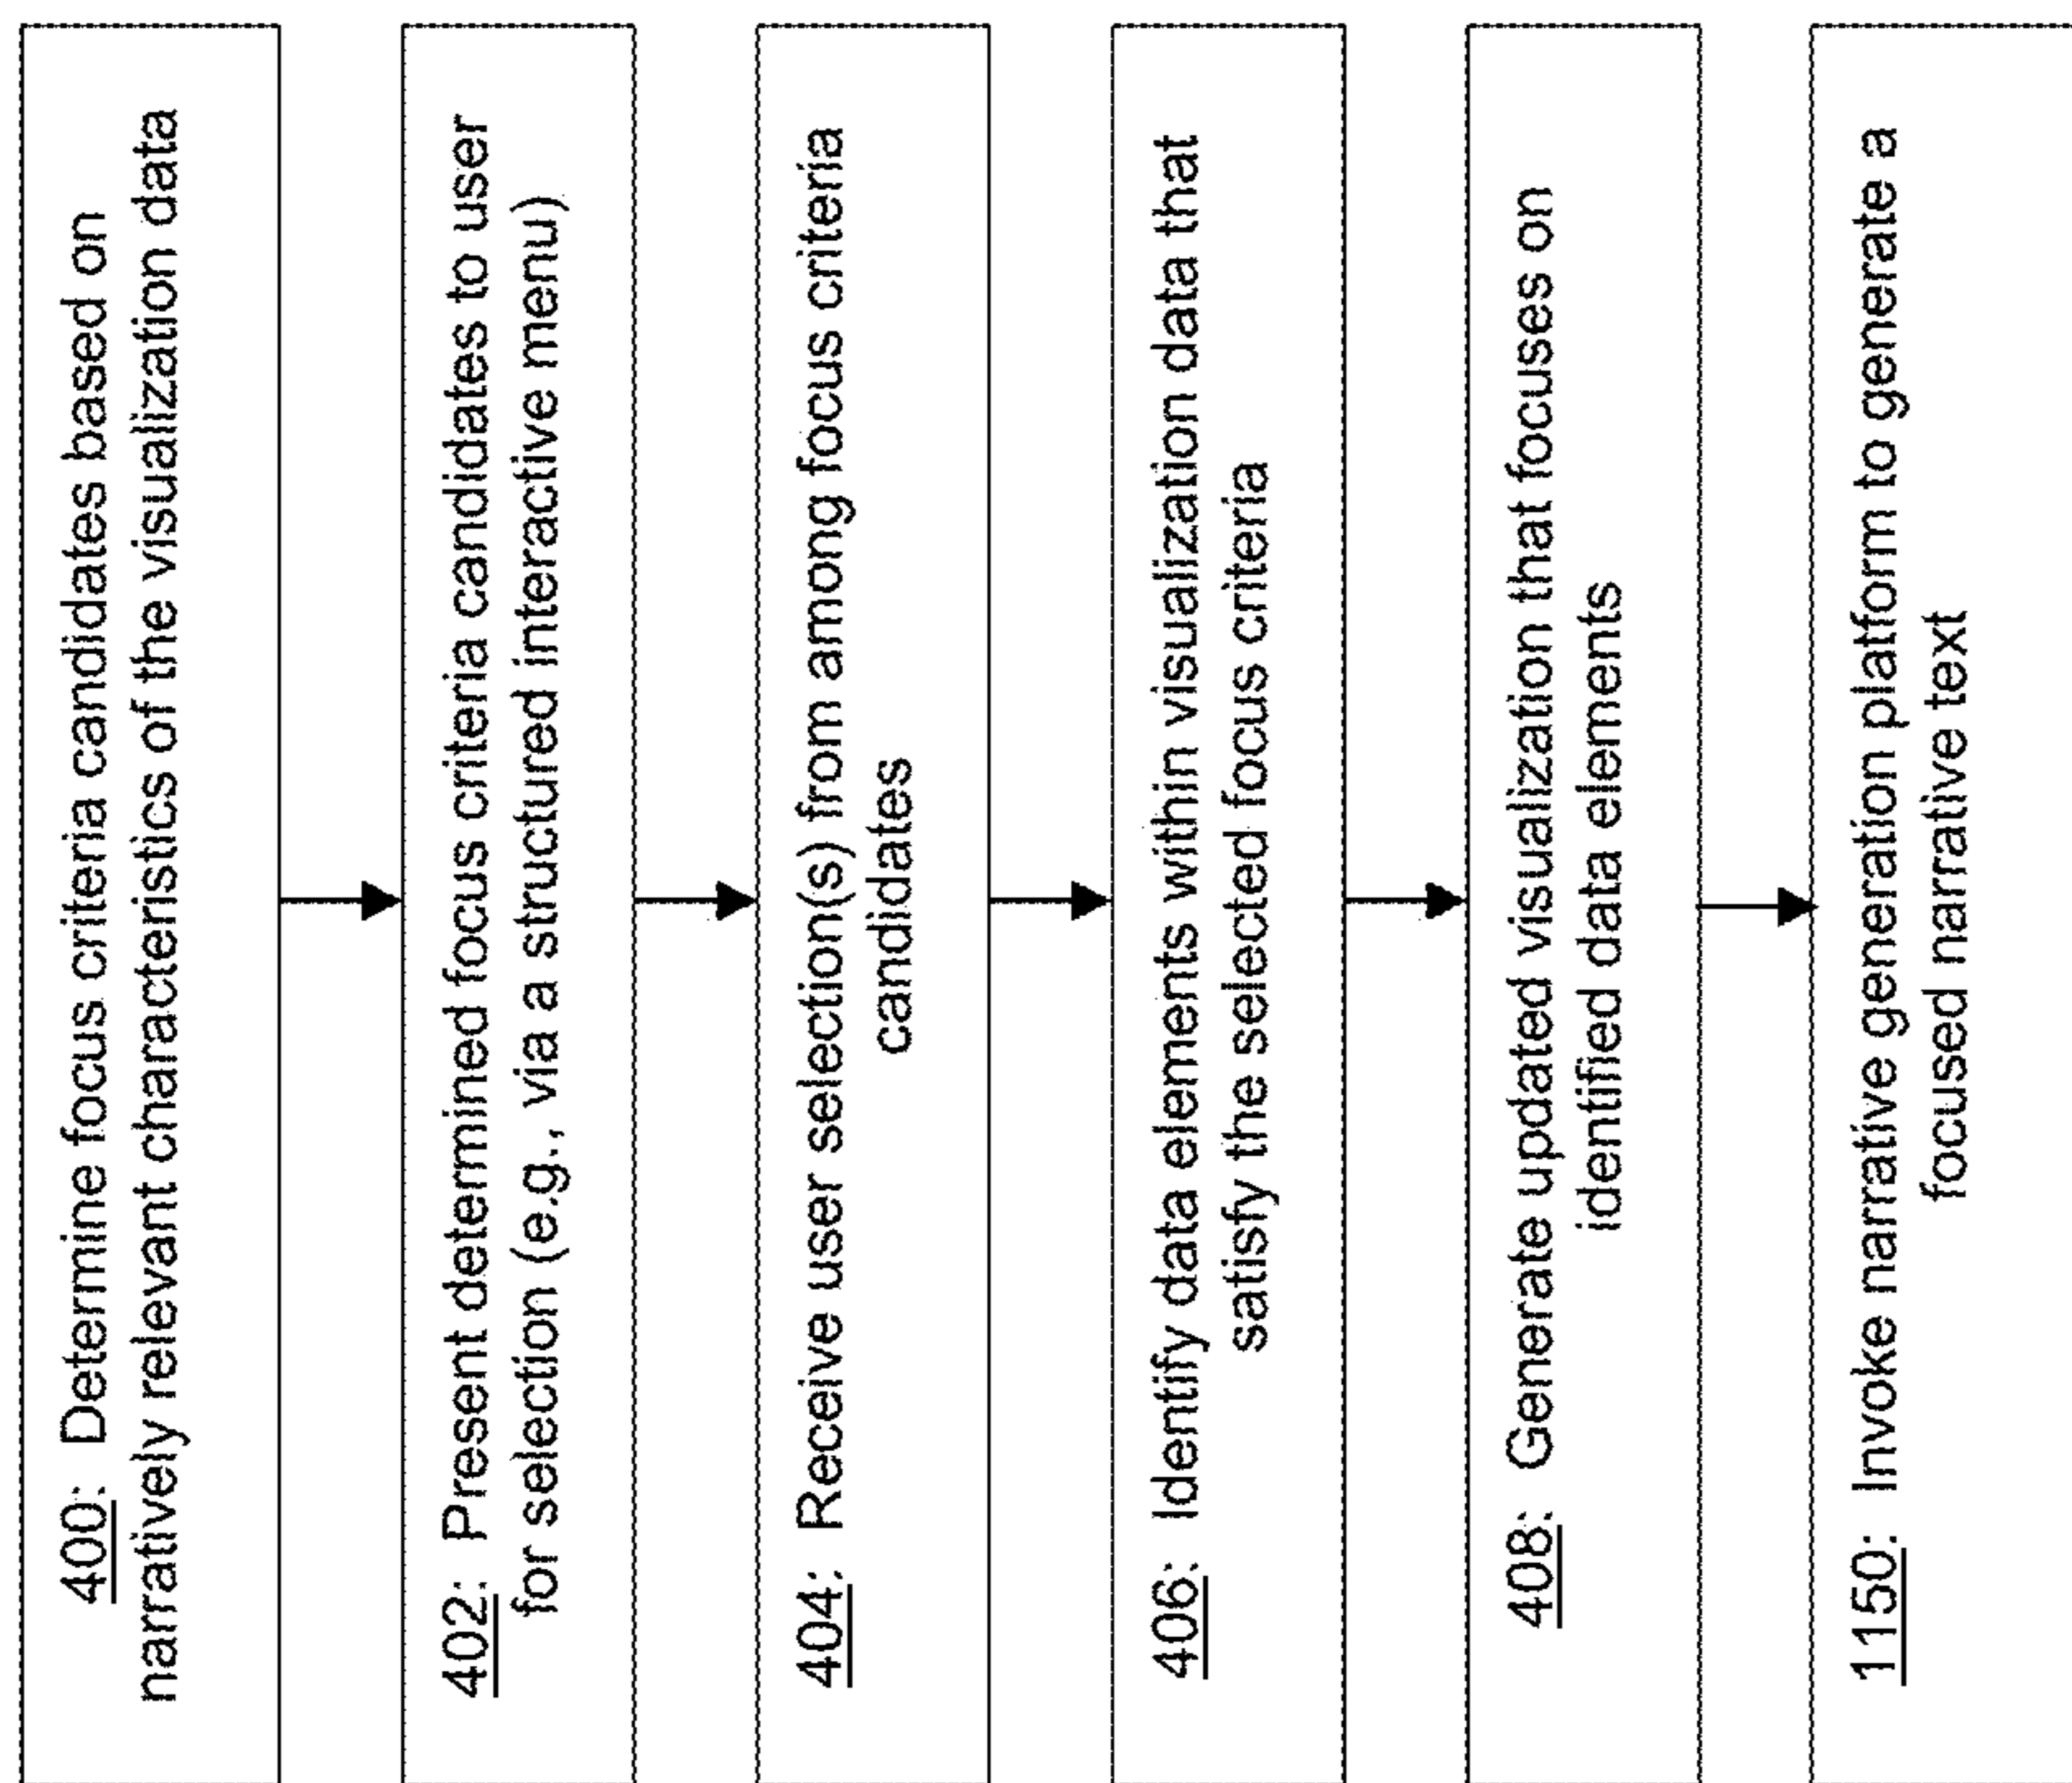 400: Determine focus criteria candidates based on
narratively relevant characteristics of the visualization data
402: Present determined focus criteria candidates to user
for selection (e.g., via a structured interactive menu)
404: Receive user selection(s) from among focus criteria
candidates
406: Identify data elements within visualization data that
satisfy the selected focus criteria
408: Generate updated visualization that focuses on
identified data elements
1150: Invoke narrative generation platform to generate a
focused narrative text